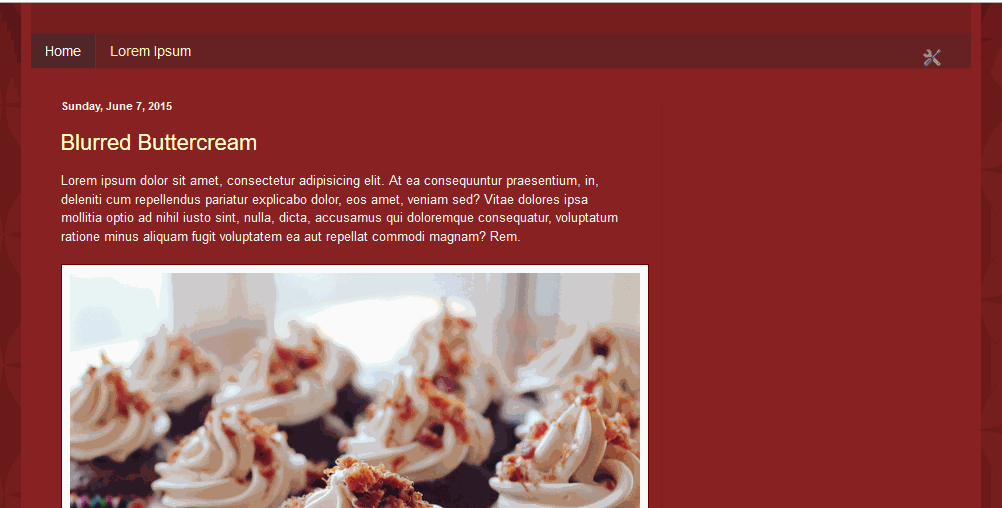 Home Lorem Ipsum
Sunday, June 7, 2015
Blurred Buttercream
Lorem ipsum dolor sit amet, consectetur adipisicing elit. At ea consequuntur praesentium, in,
deleniti cum repellendus pariatur explicabo dolor, eos amet, veniam sed? Vitae dolores ipsa
mollitia optio ad nihil iusto sint, nulla, dicta, accusamus qui doloremque consequatur, voluptatum
ratione minus aliquam fugit voluptatem ea aut repellat commodi magnam? Rem.